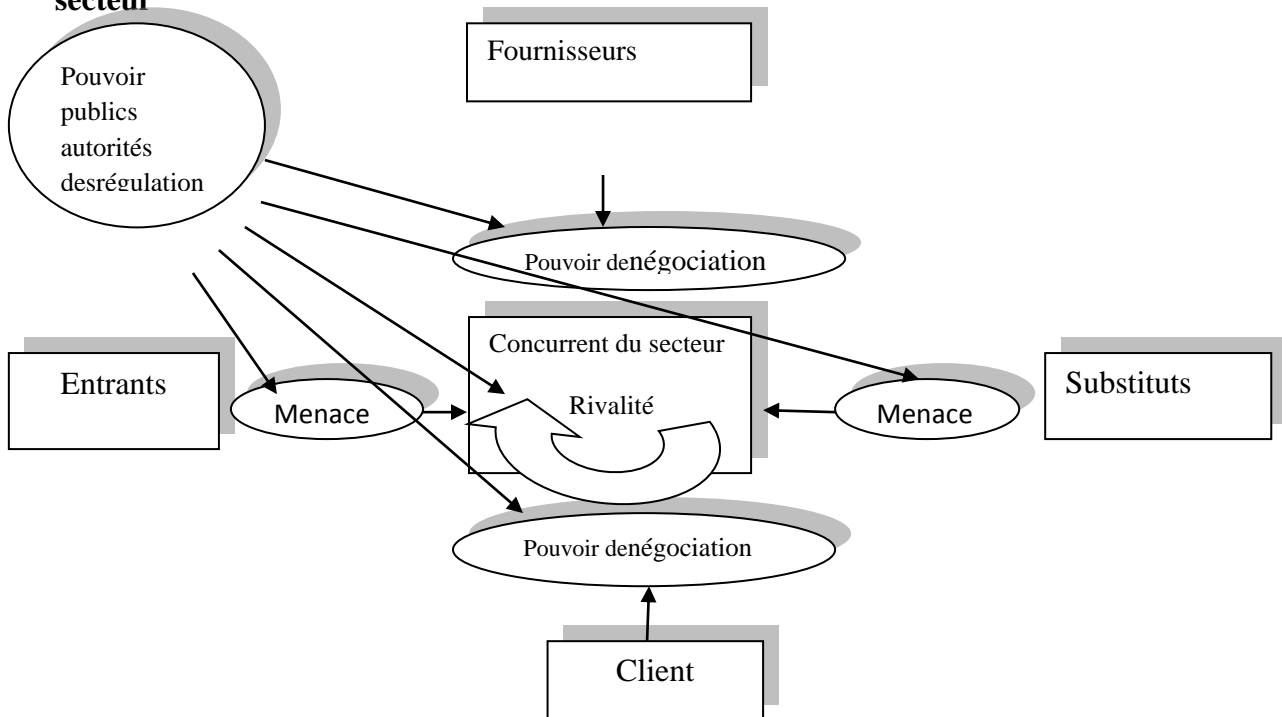 secteur
Fournisseurs
Pouvoir
publics
autorités
desrégulation
Pouvoir denégociation
Concurrent du secteur
Entrants
Substituts
Menace
Rivalité
Menace
Pouvoir denégociation
Client